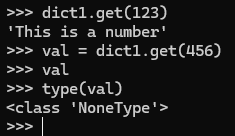 >>> dict1.get(123)
'This is a number'
>>> val = dict1.get(456)
>>> val
>>> type(val)
<class 'NoneType'>
>>>